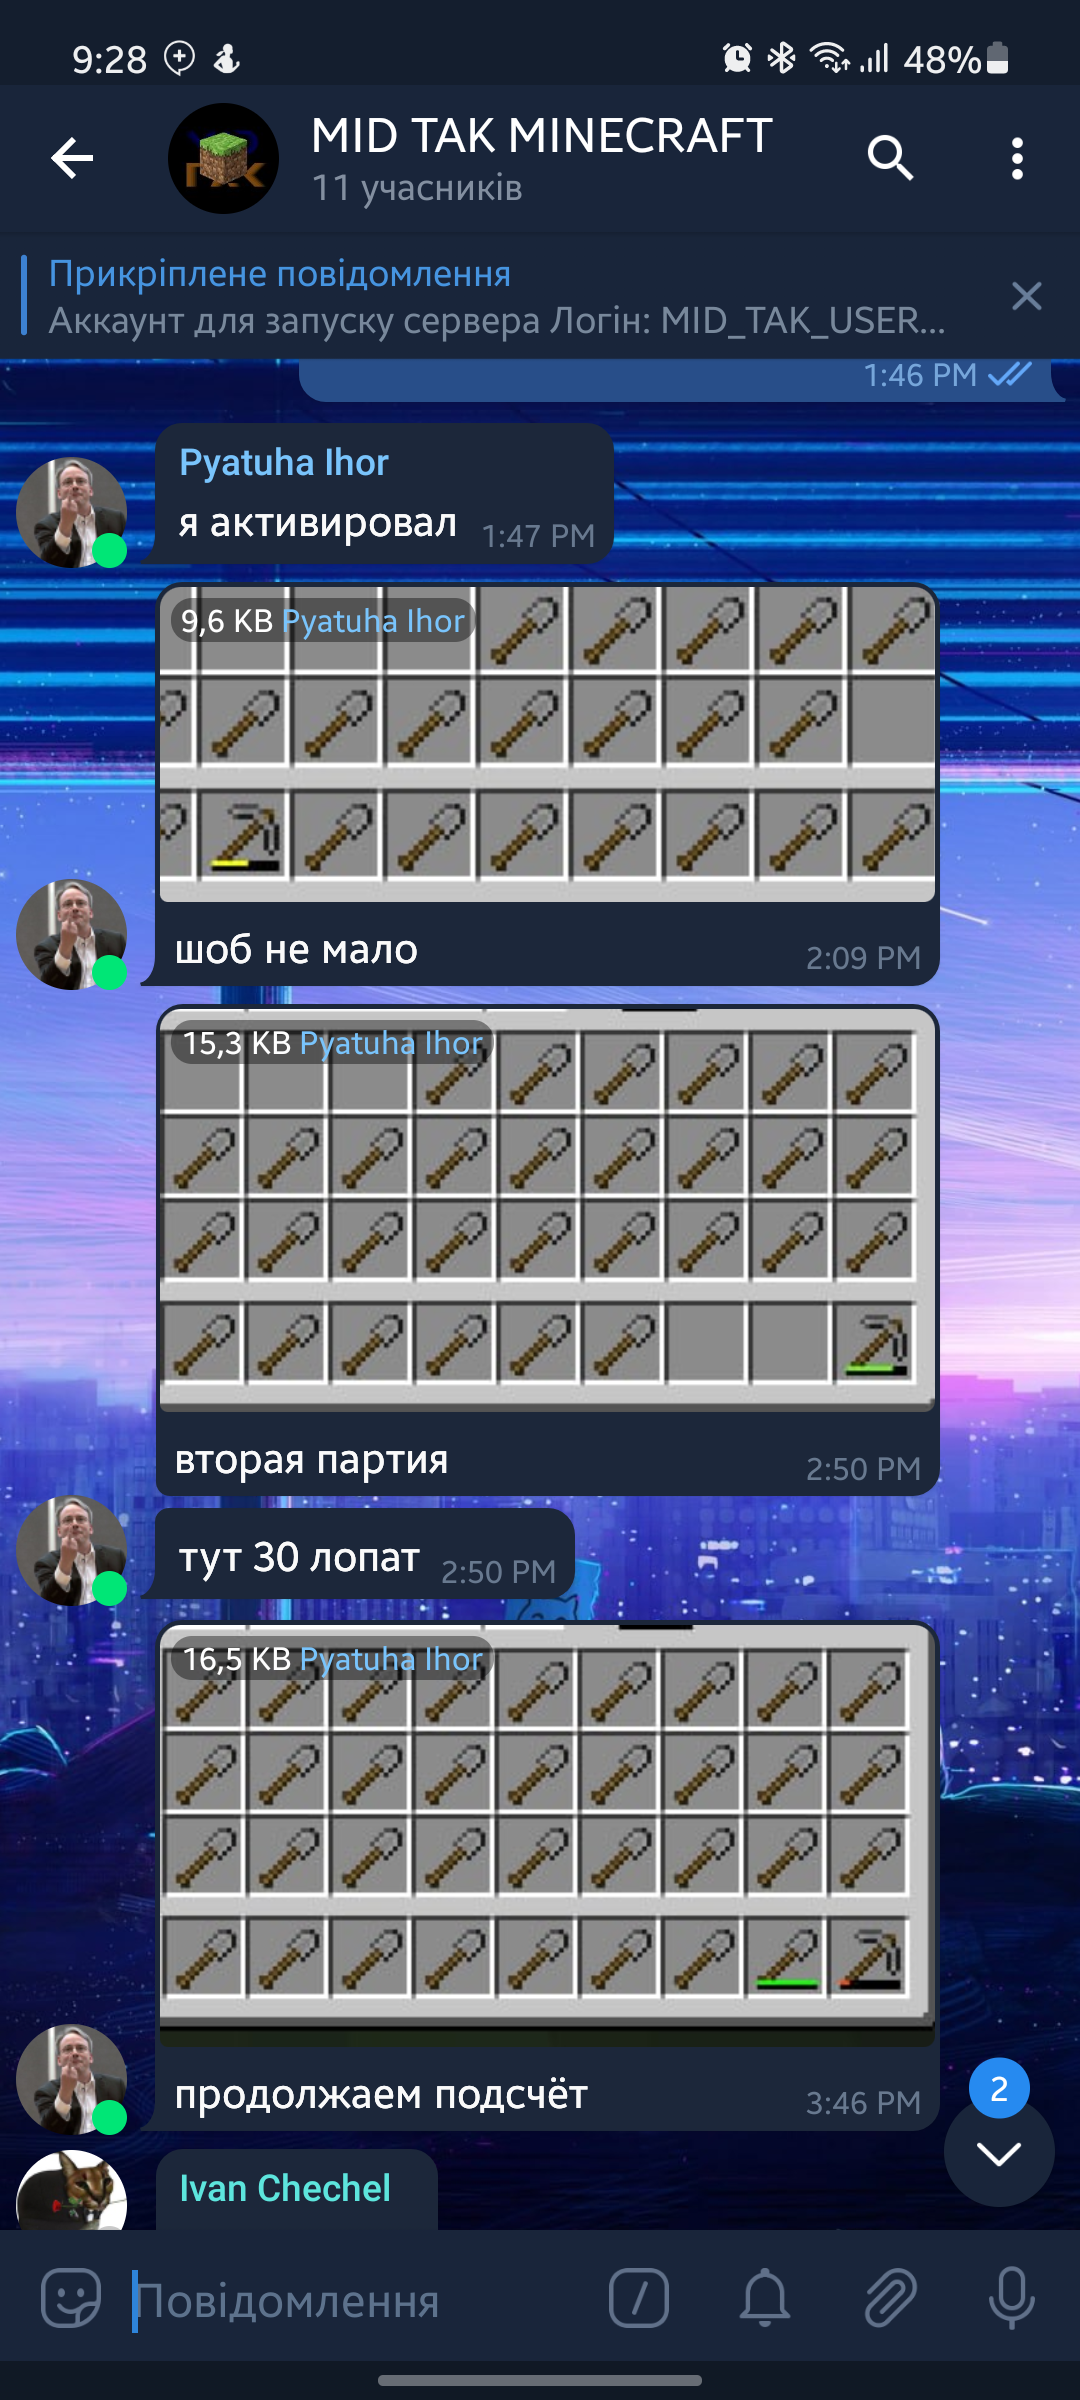 9:28
48%
MID TAK MINECRAFT
11 учасників
Прикріплене повідомлення
Аккаунт для запуску сервера Логін: MID_TAK_USER...
1:46 PM
Pyatuha Ihor
я активировал 1:47 PM
9,6 KB Pyatuha Ihor
шоб не мало 2:09 PM
15,3 KB Pyatuha Ihor
вторая партия 2:50 PM
тут 30 лопат 2:50 PM
16,5 KB Pyatuha Ihor
продолжаем подсчёт 3:46 PM
2
Ivan Chechel
Повідомлення